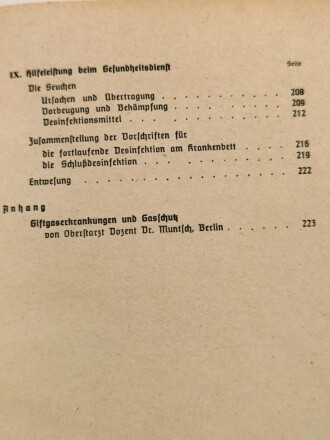 IX. Hilfeleistung beim Gesundheitsdienst Seite
Die Seuchen
Ursachen und Übertragung . . . . . . . . . . 208
Vorbeugung und Bekämpfung . . . . . . . . . 209
Desinfektionsmittel . . . . . . . . . . . . . 212
Zusammenstellung der Vorschriften für
die fortlaufende Desinfektion am Krankenbett . . . . 216
die Schlußdesinfektion . . . . . . . . . . . 219
Entwesung . . . . . . . . . . . . . . . 222
Anhang
Giftgaserkrankungen und Gasschutz
von Oberstarzt Dozent Dr. Muntsch, Berlin . . . . . . 223